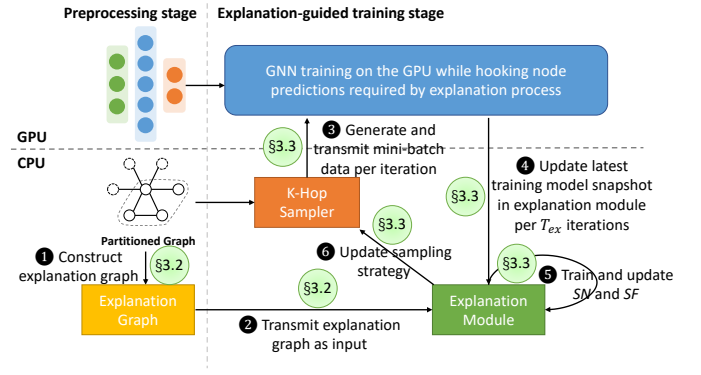 Preprocessing stage
Explanation-guided training stage
GNN training on the GPU while hooking node
predictions required by explanation process
GPU
CPU
§3.3
❸ Generate and
transmit mini-batch
data per iteration
K-Hop
Sampler
§3.3
❹ Update latest
training model snapshot
in explanation module
per T_ex iterations
Partitioned Graph
❶ Construct
explanation graph
§3.2
§3.3
❻ Update sampling
strategy
§3.3
❺ Train and update
SN and SF
Explanation
Graph
§3.2
❷ Transmit explanation
graph as input
Explanation
Module